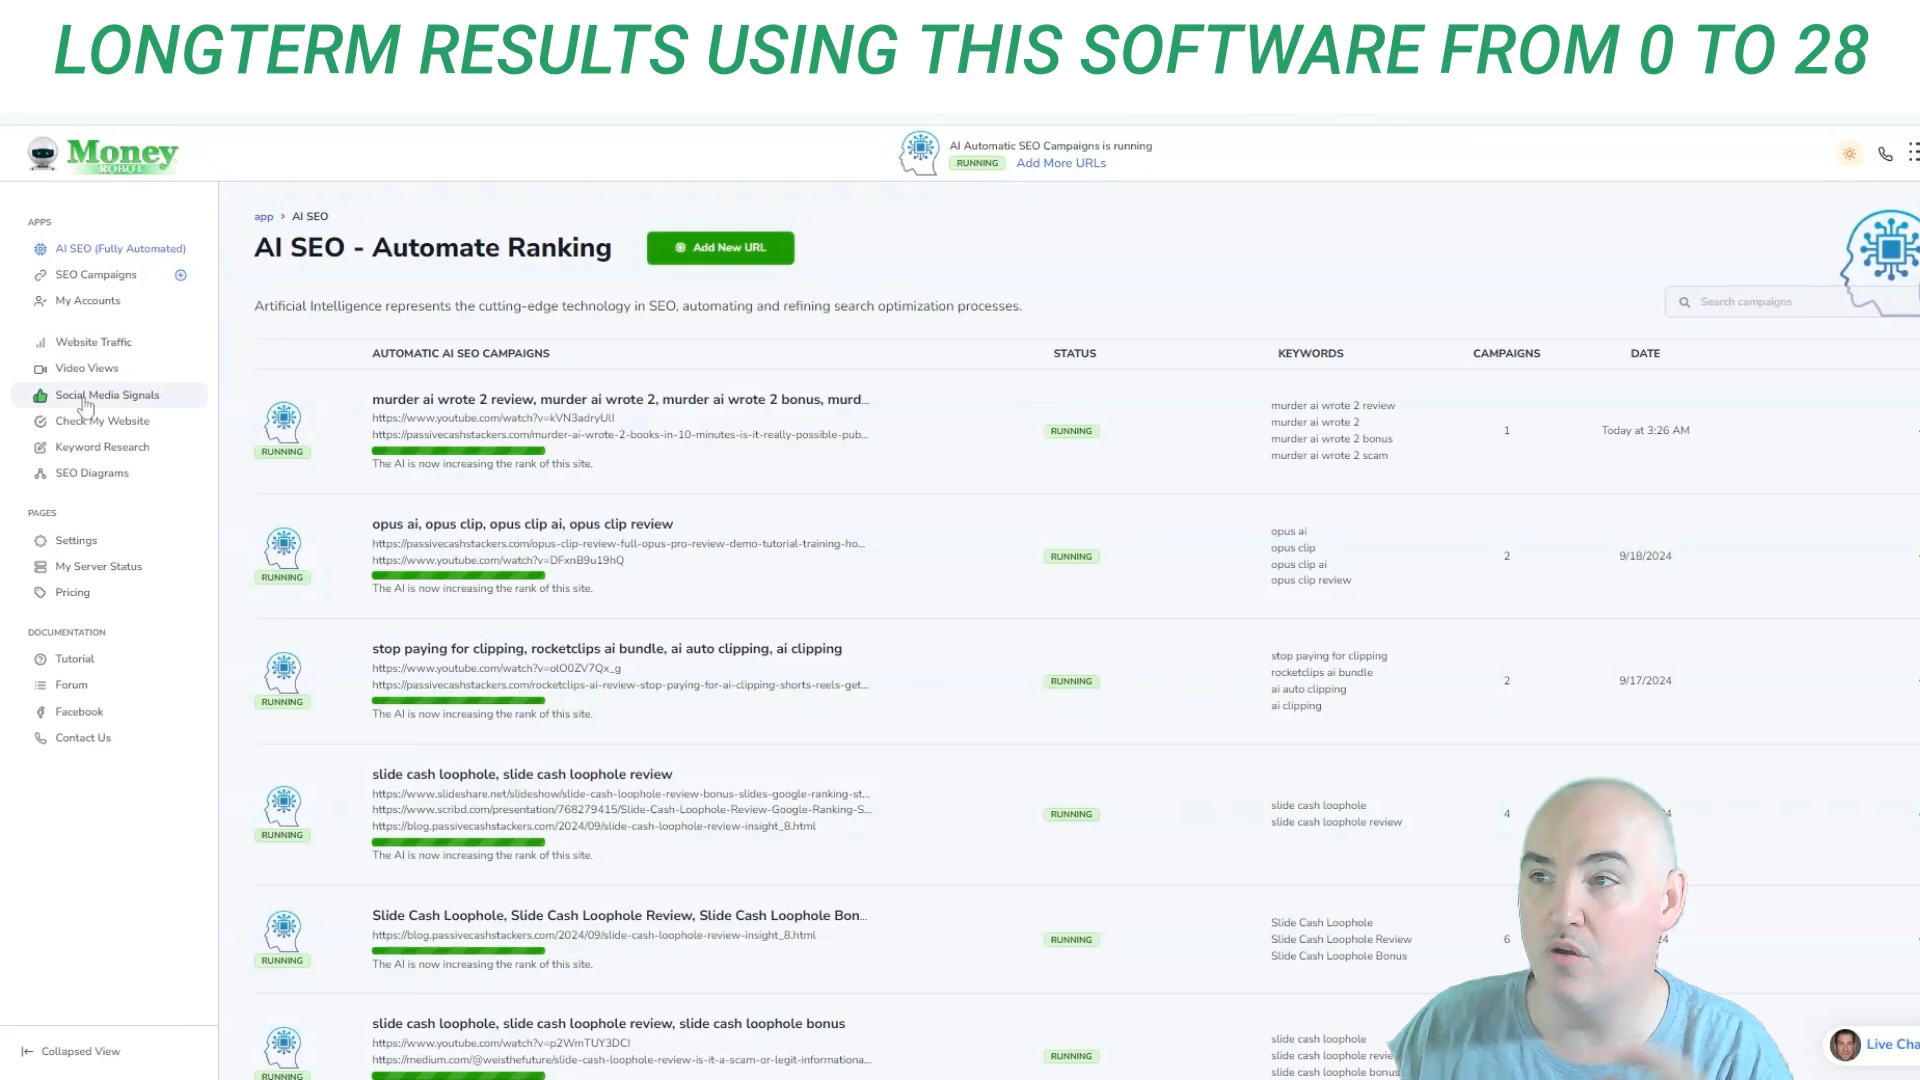 LONGTERM RESULTS USING THIS SOFTWARE FROM 0 TO 28
Money
ROBOT
AI Automatic SEO Campaigns is running
RUNNING Add More URLs
APPS
AI SEO (Fully Automated)
SEO Campaigns
My Accounts
Website Traffic
Video Views
Social Media Signals
Check My Website
Keyword Research
SEO Diagrams
PAGES
Settings
My Server Status
Pricing
DOCUMENTATION
Tutorial
Forum
Facebook
Contact Us
Collapsed View
app > AI SEO
AI SEO - Automate Ranking
Add New URL
Artificial Intelligence represents the cutting-edge technology in SEO, automating and refining search optimization processes.
Search campaigns
AUTOMATIC AI SEO CAMPAIGNS STATUS KEYWORDS CAMPAIGNS DATE
RUNNING
murder ai wrote 2 review, murder ai wrote 2, murder ai wrote 2 bonus, murd...
https://www.youtube.com/watch?v=kVN3adryUlI
https://passivecashstackers.com/murder-ai-wrote-2-books-in-10-minutes-is-it-really-possible-pub...
The AI is now increasing the rank of this site.
RUNNING
murder ai wrote 2 review
murder ai wrote 2
murder ai wrote 2 bonus
murder ai wrote 2 scam
1
Today at 3:26 AM
RUNNING
opus ai, opus clip, opus clip ai, opus clip review
https://passivecashstackers.com/opus-clip-review-full-opus-pro-review-demo-tutorial-training-ho...
https://www.youtube.com/watch?v=DFxnB9u19hQ
The AI is now increasing the rank of this site.
RUNNING
opus ai
opus clip
opus clip ai
opus clip review
2
9/18/2024
RUNNING
stop paying for clipping, rocketclips ai bundle, ai auto clipping, ai clipping
https://www.youtube.com/watch?v=olO0ZV7Qx_g
https://passivecashstackers.com/rocketclips-ai-review-stop-paying-for-ai-clipping-shorts-reels-get...
The AI is now increasing the rank of this site.
RUNNING
stop paying for clipping
rocketclips ai bundle
ai auto clipping
ai clipping
2
9/17/2024
RUNNING
slide cash loophole, slide cash loophole review
https://www.slideshare.net/slideshow/slide-cash-loophole-review-bonus-slides-google-ranking-st...
https://www.scribd.com/presentation/768279415/Slide-Cash-Loophole-Review-Google-Ranking-S...
https://blog.passivecashstackers.com/2024/09/slide-cash-loophole-review-insight_8.html
The AI is now increasing the rank of this site.
RUNNING
slide cash loophole
slide cash loophole review
4
RUNNING
Slide Cash Loophole, Slide Cash Loophole Review, Slide Cash Loophole Bon...
https://blog.passivecashstackers.com/2024/09/slide-cash-loophole-review-insight_8.html
The AI is now increasing the rank of this site.
RUNNING
Slide Cash Loophole
Slide Cash Loophole Review
Slide Cash Loophole Bonus
6
24
RUNNING
slide cash loophole, slide cash loophole review, slide cash loophole bonus
https://www.youtube.com/watch?v=p2WmTUY3DCI
https://medium.com/@weisthefuture/slide-cash-loophole-review-is-it-a-scam-or-legit-informationa...
RUNNING
slide cash loophole
slide cash loophole revie
slide cash loophole bonus
Live Cha